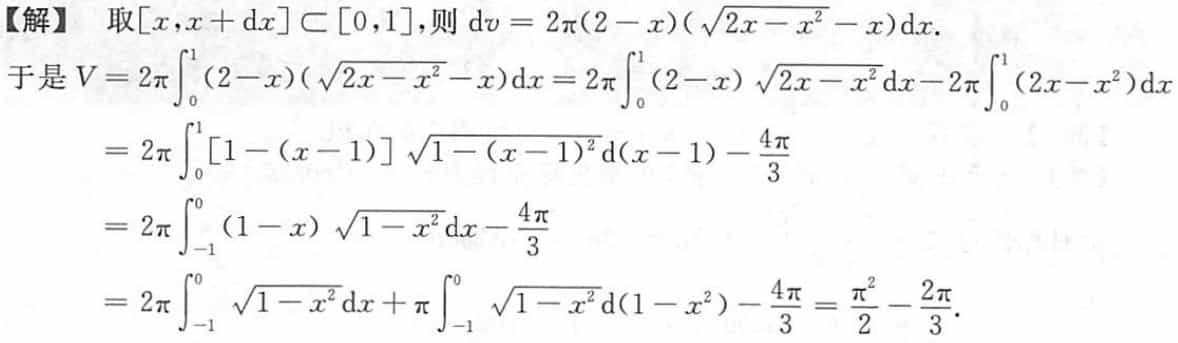 【解】 取[x,x+dx]⊂[0,1],则 dv = 2π(2−x)(√(2x−x²)−x)dx.
于是 V = 2π∫₀¹(2−x)(√(2x−x²)−x)dx = 2π∫₀¹(2−x)√(2x−x²)dx−2π∫₀¹(2x−x²)dx
= 2π∫₀¹[1−(x−1)]√(1−(x−1)²)d(x−1)−4π/3
= 2π∫₋₁⁰(1−x)√(1−x²)dx−4π/3
= 2π∫₋₁⁰√(1−x²)dx+π∫₋₁⁰√(1−x²)d(1−x²)−4π/3 = π²/2−2π/3.